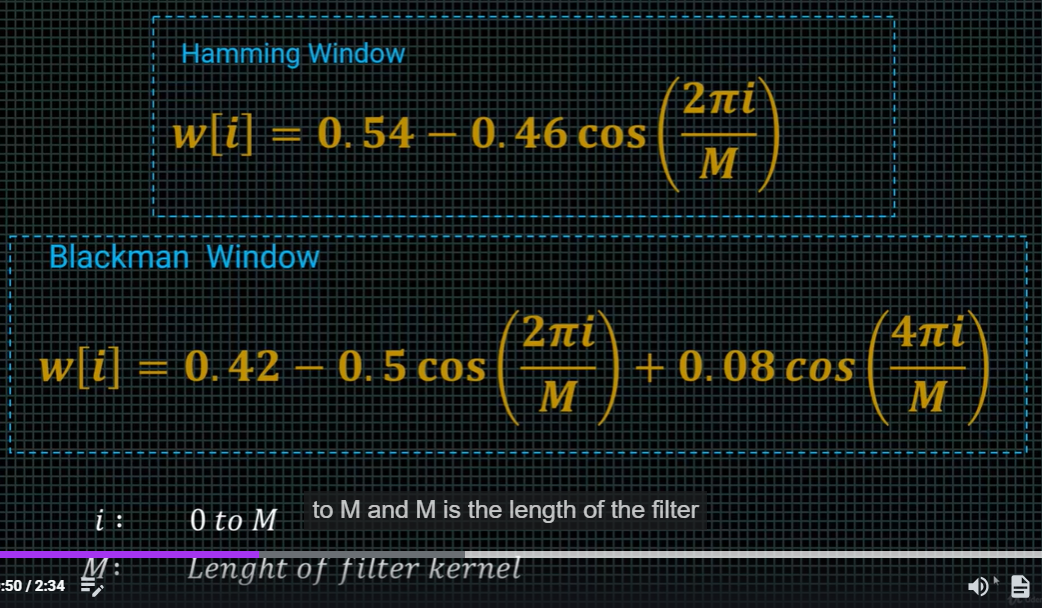 Hamming Window
w[i] = 0.54 − 0.46 cos(2πi/M)
Blackman Window
w[i] = 0.42 − 0.5 cos(2πi/M) + 0.08 cos(4πi/M)
i : 0 to M
to M and M is the length of the filter
M : Lenght of filter kernel
:50 / 2:34